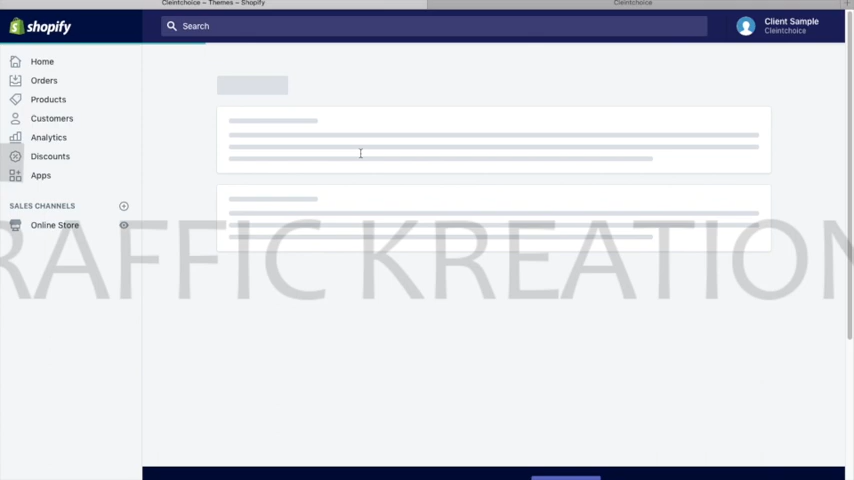 Cleintchoice ~ Themes ~ Shopify
Cleintchoice
shopify
Search
Client Sample
Cleintchoice
Home
Orders
Products
Customers
Analytics
Discounts
Apps
SALES CHANNELS
Online Store
RAFFIC KREATION